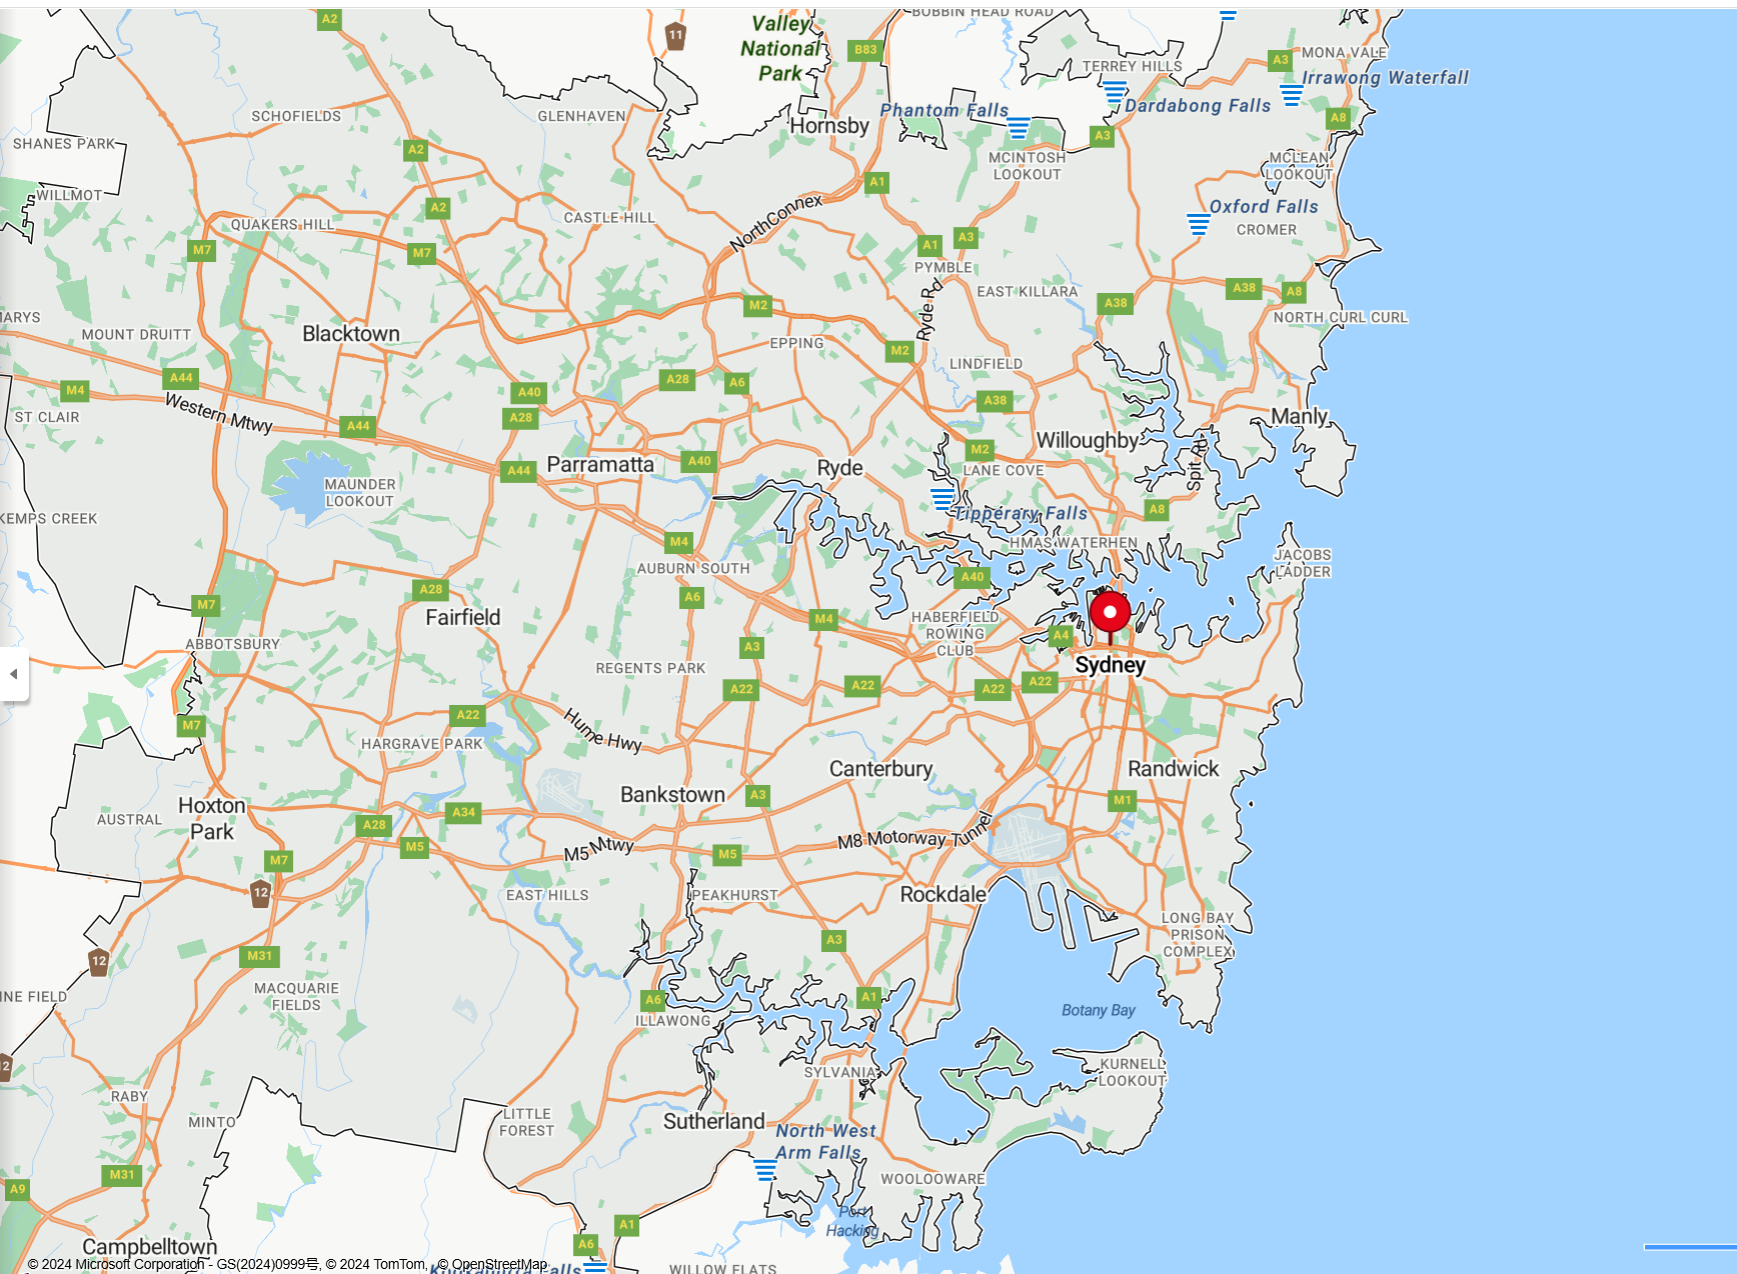 A2
11
Valley
National
Park
BOBBIN HEAD ROAD
B83
TERREY HILLS
A3
MONA VALE
Irrawong Waterfall
SCHOFIELDS
GLENHAVEN
Hornsby
Phantom Falls
Dardabong Falls
A8
SHANES PARK
A2
A3
MCINTOSH
LOOKOUT
MCLEAN
LOOKOUT
WILLMOT
A1
A2
QUAKERS HILL
CASTLE HILL
NorthConnex
Oxford Falls
CROMER
M7
M7
A1
A3
PYMBLE
EAST KILLARA
A38
A38
A8
M2
Ryde Rd
MOUNT DRUITT
Blacktown
NORTH CURL CURL
EPPING
M2
LINDFIELD
M4
A44
A40
A28
A6
A38
ST CLAIR
Western Mtwy
A44
A28
Manly
Willoughby
M2
Spit Rd
A44
Parramatta
A40
Ryde
LANE COVE
MAUNDER
LOOKOUT
KEMPS CREEK
Tipperary Falls
A8
M4
HMAS WATERHEN
JACOBS
LADDER
AUBURN SOUTH
A40
M7
A28
A6
Fairfield
M4
HABERFIELD
ROWING
CLUB
A4
ABBOTSBURY
A3
REGENTS PARK
Sydney
A22
A22
A22
A22
M7
A22
Hume Hwy
HARGRAVE PARK
Canterbury
Randwick
Hoxton
Park
Bankstown
A3
M1
AUSTRAL
A28
A34
M5
M5 Mtwy
M5
M8 Motorway Tunnel
M7
12
EAST HILLS
PEAKHURST
Rockdale
LONG BAY
PRISON
COMPLEX
A3
12
M31
MACQUARIE
FIELDS
A6
A1
ILLAWONG
Botany Bay
SYLVANIA
KURNELL
LOOKOUT
RABY
MINTO
LITTLE
FOREST
Sutherland
North West
Arm Falls
M31
A9
WOOLOOWARE
Port
Hacking
A1
A6
Campbelltown
WILLOW FLATS
© 2024 Microsoft Corporation - GS(2024)0999号, © 2024 TomTom, © OpenStreetMap